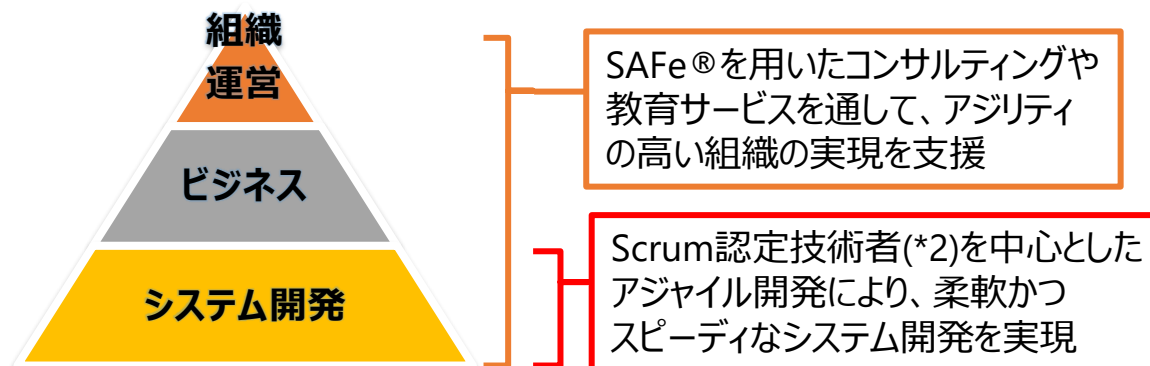 組織
運営
ビジネス
システム開発
SAFe®を用いたコンサルティングや
教育サービスを通して、アジリティ
の高い組織の実現を支援
Scrum認定技術者(*2)を中心とした
アジャイル開発により、柔軟かつ
スピーディなシステム開発を実現